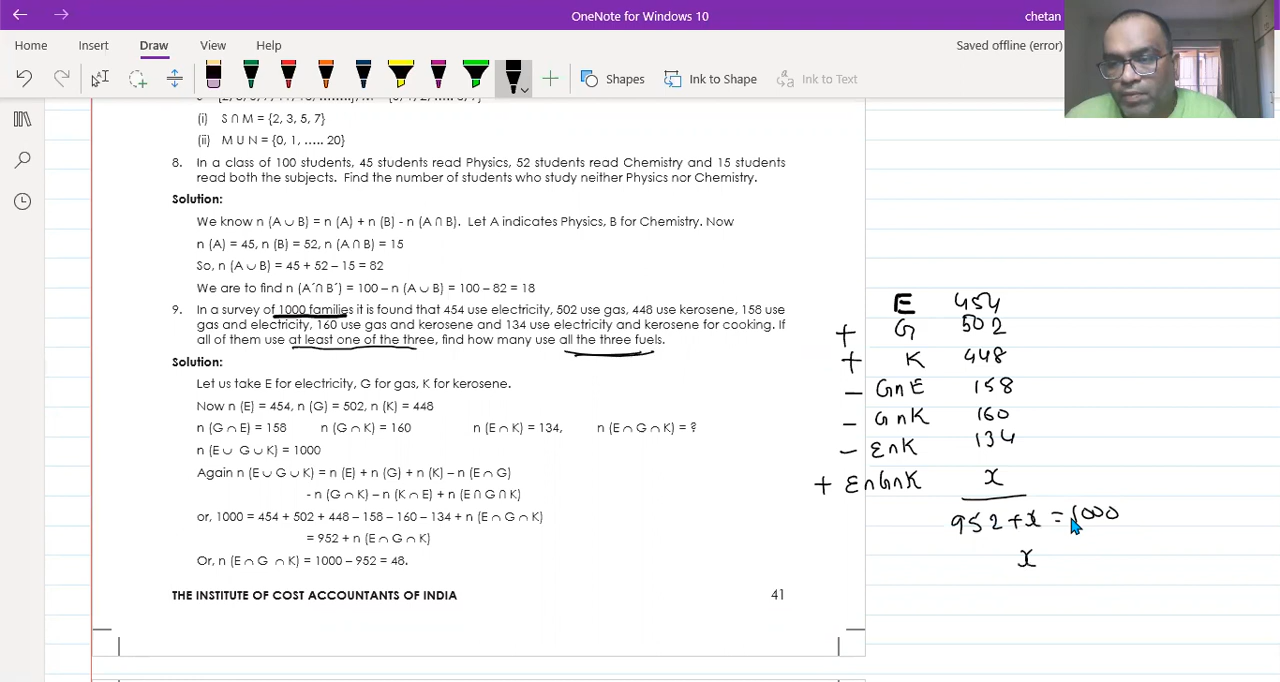 OneNote for Windows 10
chetan
Home Insert Draw View Help
Saved offline (error)
Shapes Ink to Shape Ink to Text
(i) S ∩ M = {2, 3, 5, 7}
(ii) M U N = {0, 1, ..... 20}
8. In a class of 100 students, 45 students read Physics, 52 students read Chemistry and 15 students
read both the subjects. Find the number of students who study neither Physics nor Chemistry.
Solution:
We know n (A ∪ B) = n (A) + n (B) - n (A ∩ B). Let A indicates Physics, B for Chemistry. Now
n (A) = 45, n (B) = 52, n (A ∩ B) = 15
So, n (A ∪ B) = 45 + 52 – 15 = 82
We are to find n (A´∩ B´) = 100 – n (A ∪ B) = 100 – 82 = 18
9. In a survey of 1000 families it is found that 454 use electricity, 502 use gas, 448 use kerosene, 158 use
gas and electricity, 160 use gas and kerosene and 134 use electricity and kerosene for cooking. If
all of them use at least one of the three, find how many use all the three fuels.
Solution:
Let us take E for electricity, G for gas, K for kerosene.
Now n (E) = 454, n (G) = 502, n (K) = 448
n (G ∩ E) = 158 n (G ∩ K) = 160 n (E ∩ K) = 134, n (E ∩ G ∩ K) = ?
n (E ∪ G ∪ K) = 1000
Again n (E ∪ G ∪ K) = n (E) + n (G) + n (K) – n (E ∩ G)
- n (G ∩ K) – n (K ∩ E) + n (E ∩ G ∩ K)
or, 1000 = 454 + 502 + 448 – 158 – 160 – 134 + n (E ∩ G ∩ K)
= 952 + n (E ∩ G ∩ K)
Or, n (E ∩ G ∩ K) = 1000 – 952 = 48.
THE INSTITUTE OF COST ACCOUNTANTS OF INDIA 41
E 454
+ G 502
+ K 448
– G∩E 158
– G∩K 160
– E∩K 134
+ E∩G∩K x
952 + x = 1000
x